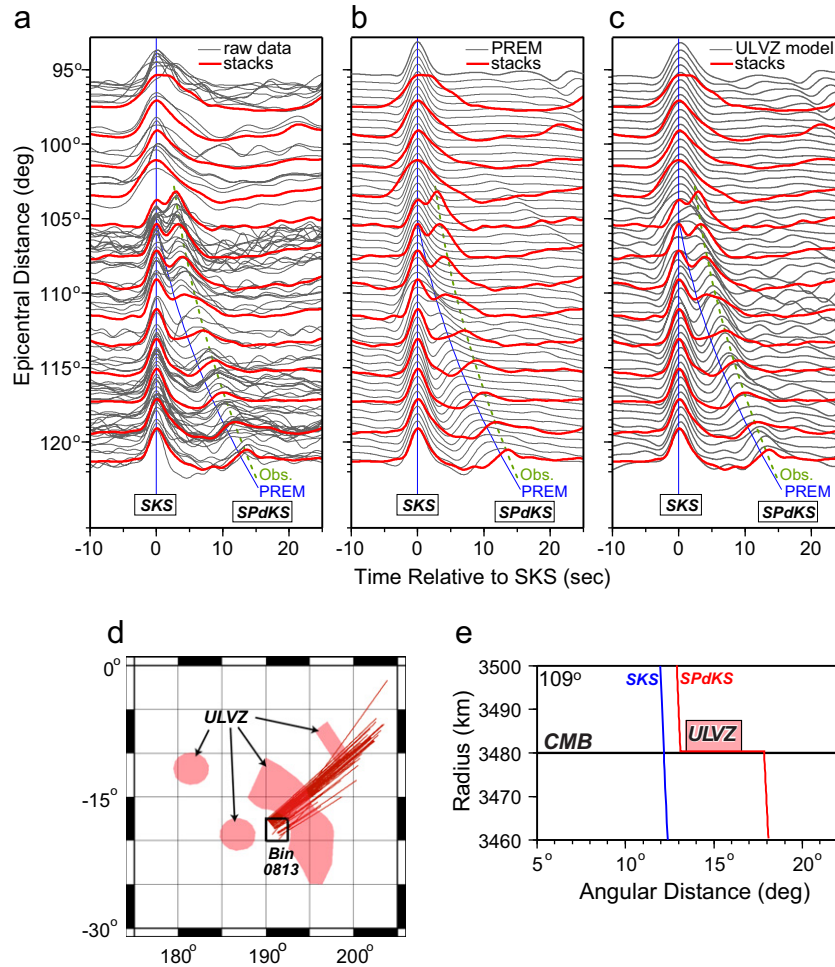 a
raw data
stacks
b
PREM
stacks
c
ULVZ model
stacks
Epicentral Distance (deg)
95°
100°
105°
110°
115°
120°
Obs.
PREM
SKS
SPdKS
-10 0 10 20
Obs.
PREM
SKS
SPdKS
-10 0 10 20
Obs.
PREM
SKS
SPdKS
-10 0 10 20
Time Relative to SKS (sec)
d
0°
-15°
-30°
ULVZ
Bin
0813
180° 190° 200°
e
Radius (km)
3500
3490
3480
3470
3460
109°
SKS
SPdKS
ULVZ
CMB
5° 10° 15° 20°
Angular Distance (deg)